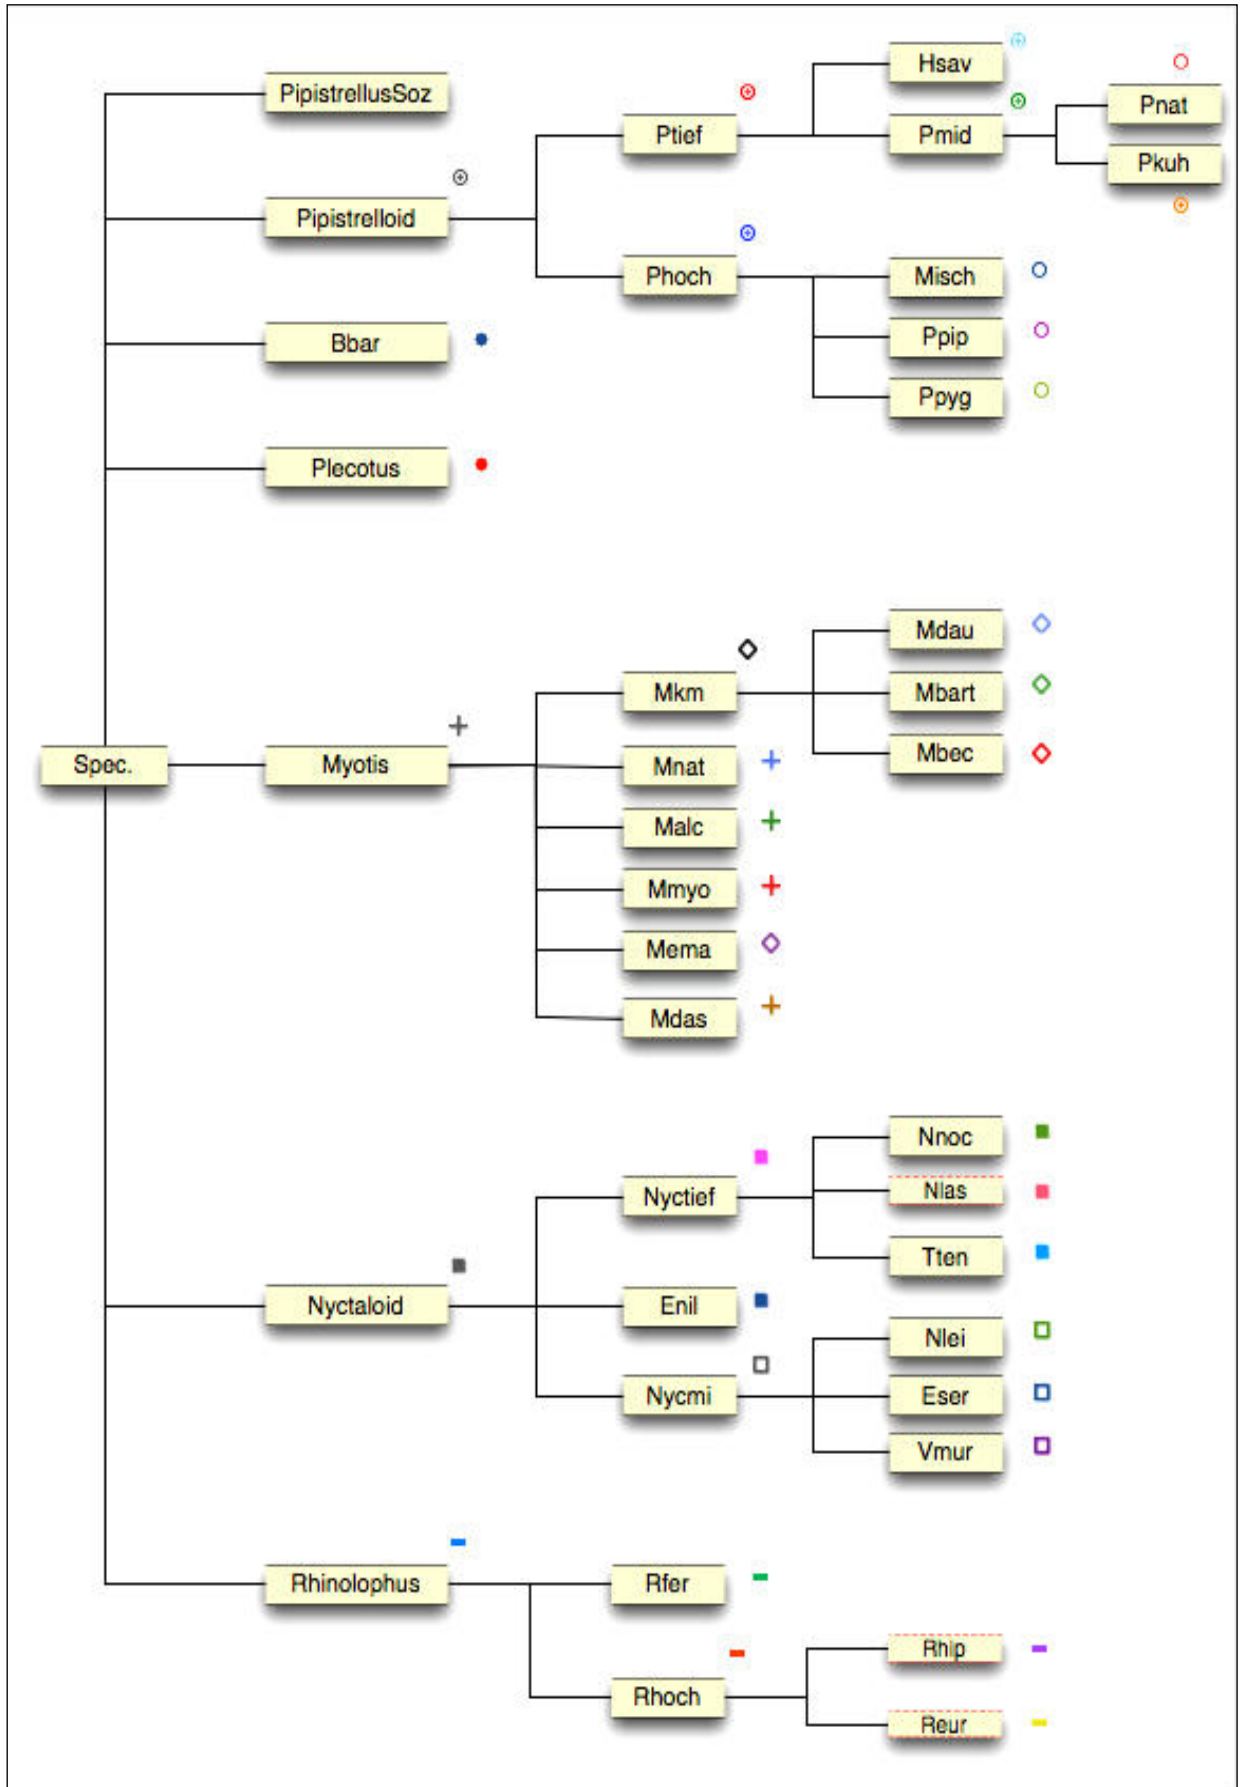 Hsav
PipistrellusSoz
Pnat
Ptief
Pmid
Pkuh
Pipistrelloid
Phoch
Misch
Ppip
Bbar
Ppyg
Plecotus
Mdau
Mkm
Mbart
Mbec
Spec.
Myotis
Mnat
Malc
Mmyo
Mema
Mdas
Nnoc
Nyctief
Nlas
Tten
Nyctaloid
Enil
Nlei
Nycmi
Eser
Vmur
Rhinolophus
Rfer
Rhip
Rhoch
Reur